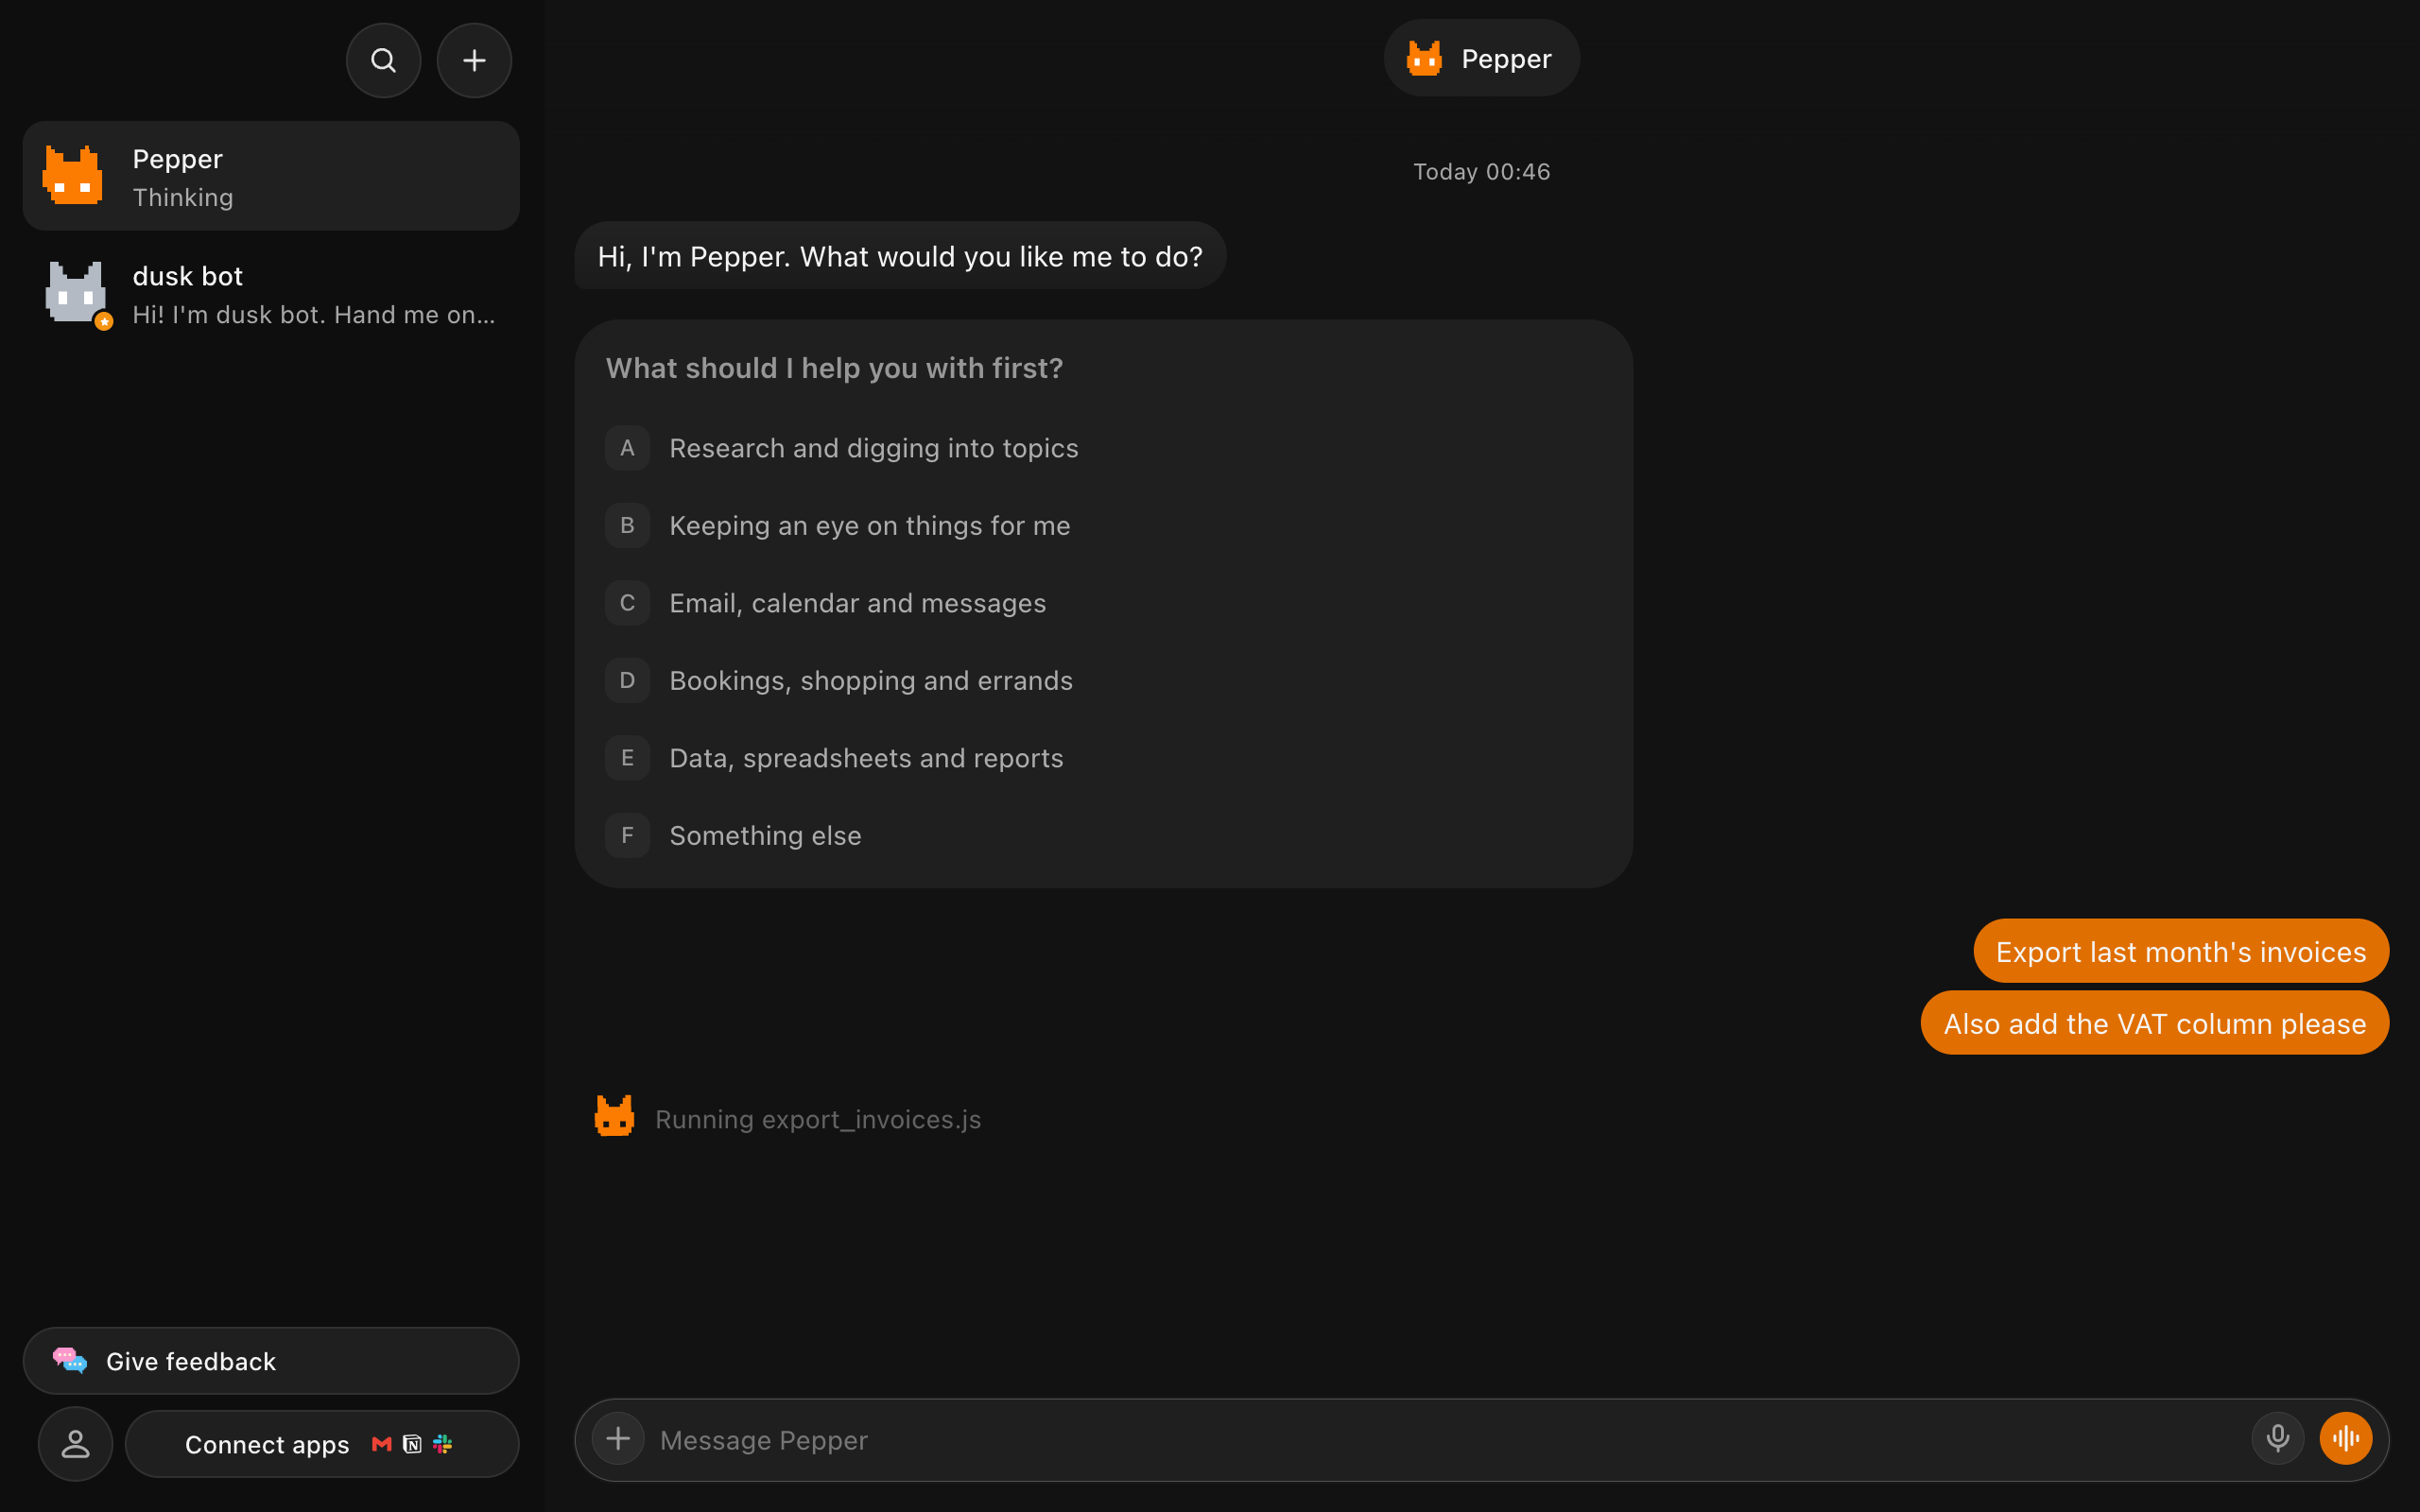 Pepper
Thinking
dusk bot
Hi! I'm dusk bot. Hand me on...
Give feedback
Connect apps
Pepper
Today 00:46
Hi, I'm Pepper. What would you like me to do?
What should I help you with first?
A Research and digging into topics
B Keeping an eye on things for me
C Email, calendar and messages
D Bookings, shopping and errands
E Data, spreadsheets and reports
F Something else
Export last month's invoices
Also add the VAT column please
Running export_invoices.js
Message Pepper